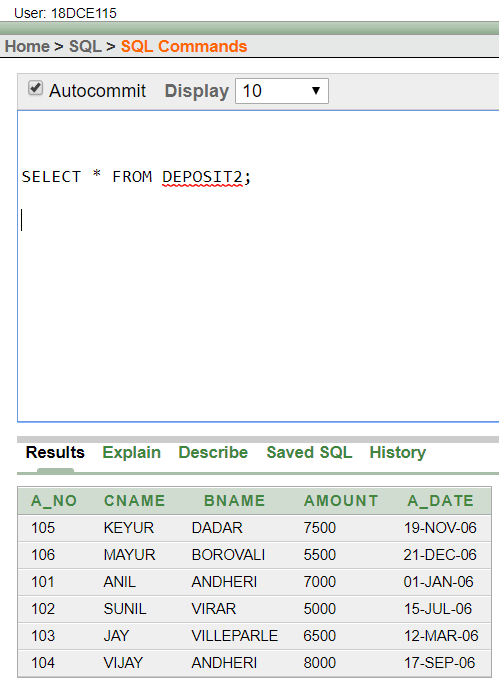 User: 18DCE115
Home > SQL > SQL Commands
Autocommit Display 10
SELECT * FROM DEPOSIT2;
Results Explain Describe Saved SQL History
A_NO CNAME BNAME AMOUNT A_DATE
105 KEYUR DADAR 7500 19-NOV-06
106 MAYUR BOROVALI 5500 21-DEC-06
101 ANIL ANDHERI 7000 01-JAN-06
102 SUNIL VIRAR 5000 15-JUL-06
103 JAY VILLEPARLE 6500 12-MAR-06
104 VIJAY ANDHERI 8000 17-SEP-06